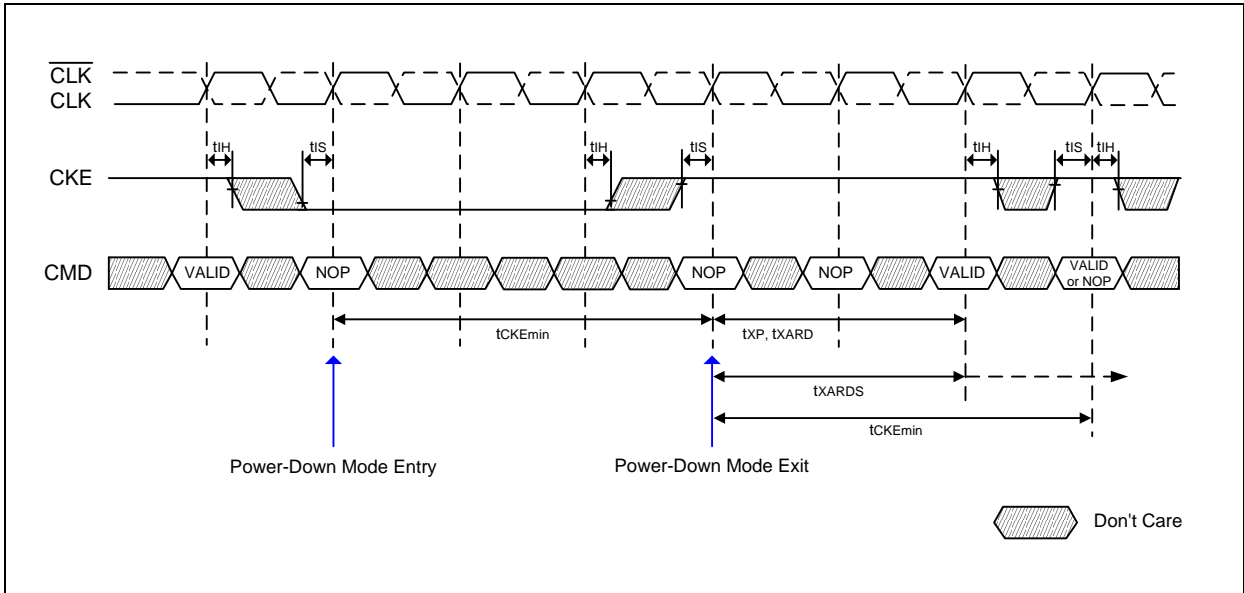 CLK
CLK
tIH tIS tIH tIS tIH tIS tIH
CKE
CMD VALID NOP NOP NOP VALID VALID or NOP
tCKEmin tXP, tXARD
tXARDS
tCKEmin
Power-Down Mode Entry Power-Down Mode Exit
Don't Care